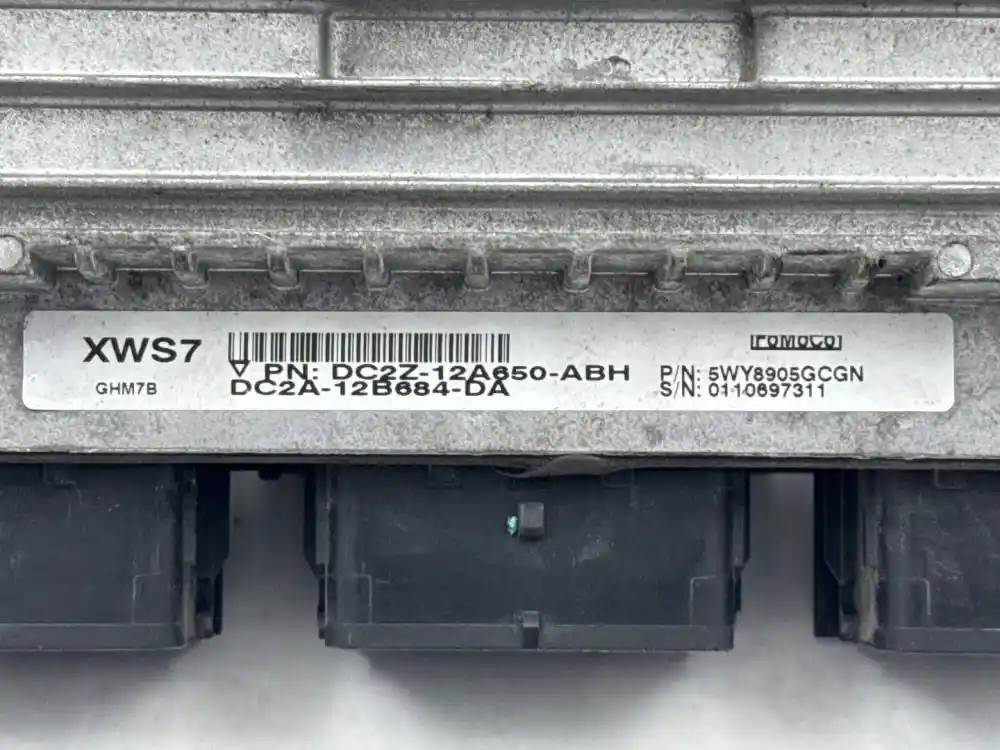 XWS7
GHM7B
PN: DC2Z-12A650-ABH
DC2A-12B684-DA
FoMoCo
P/N: 5WY8905GCGN
S/N: 0110697311